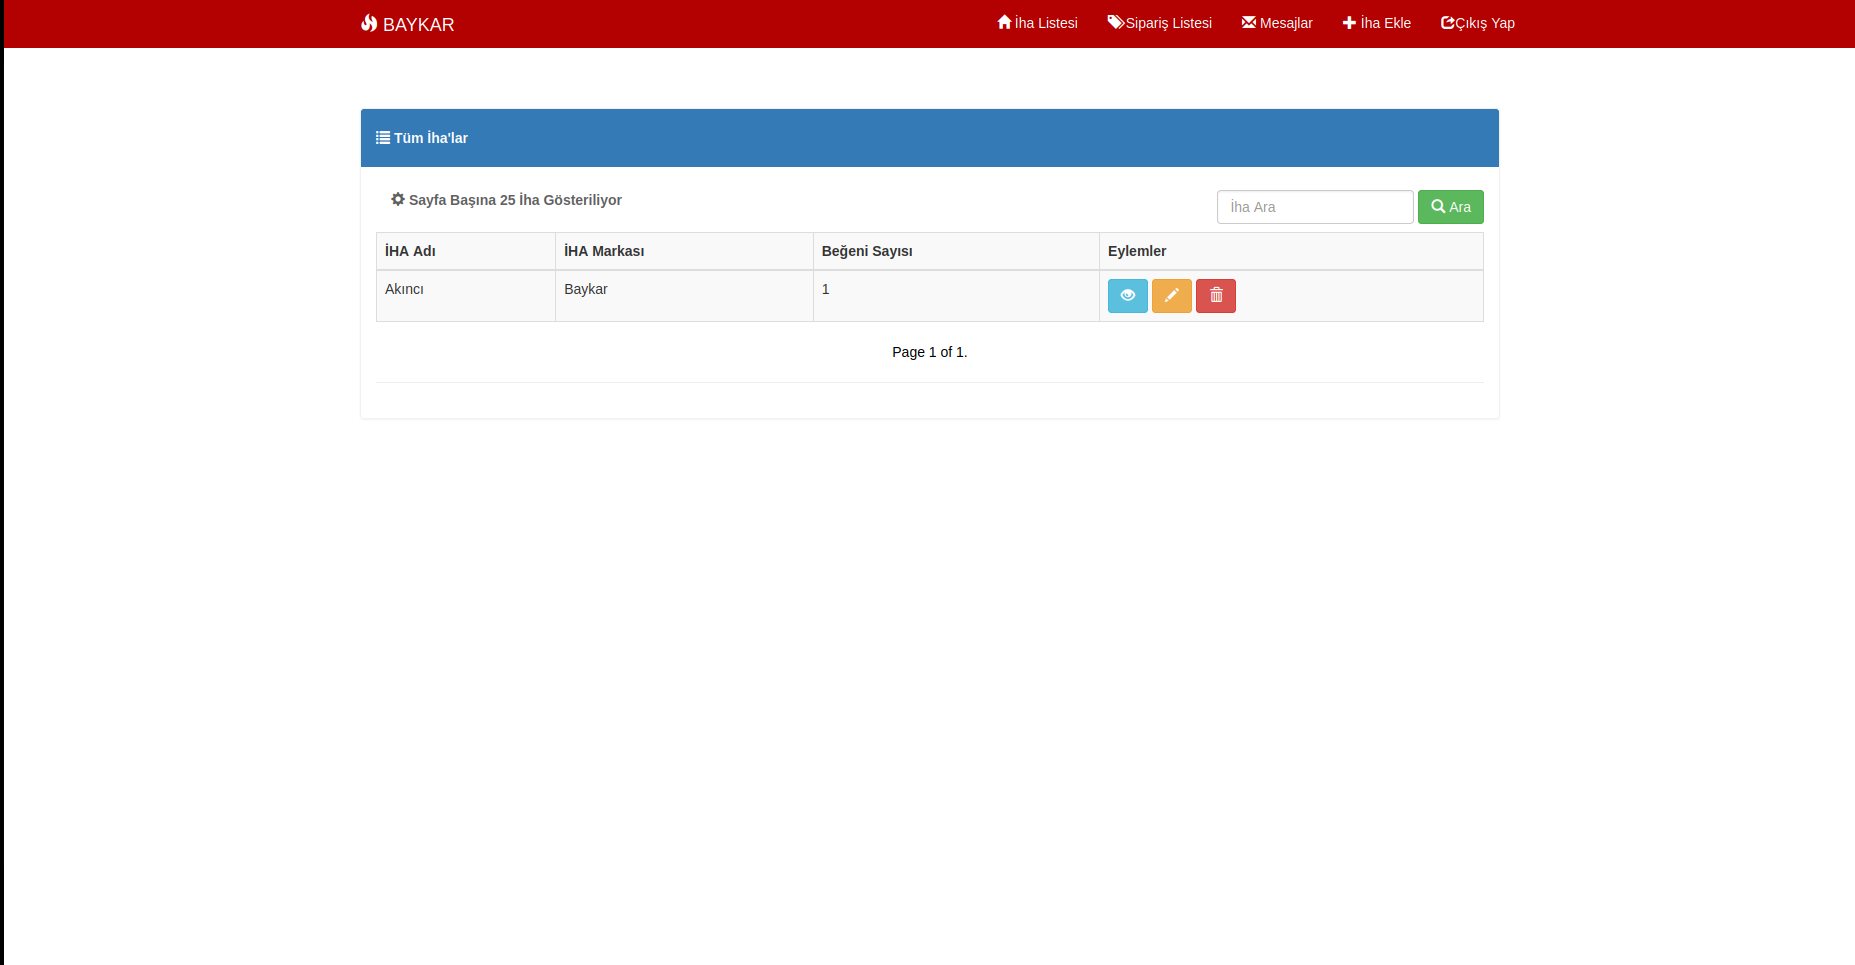 BAYKAR İha Listesi Sipariş Listesi Mesajlar İha Ekle Çıkış Yap
Tüm İha'lar
Sayfa Başına 25 İha Gösteriliyor İha Ara Ara
İHA Adı İHA Markası Beğeni Sayısı Eylemler
Akıncı Baykar 1
Page 1 of 1.